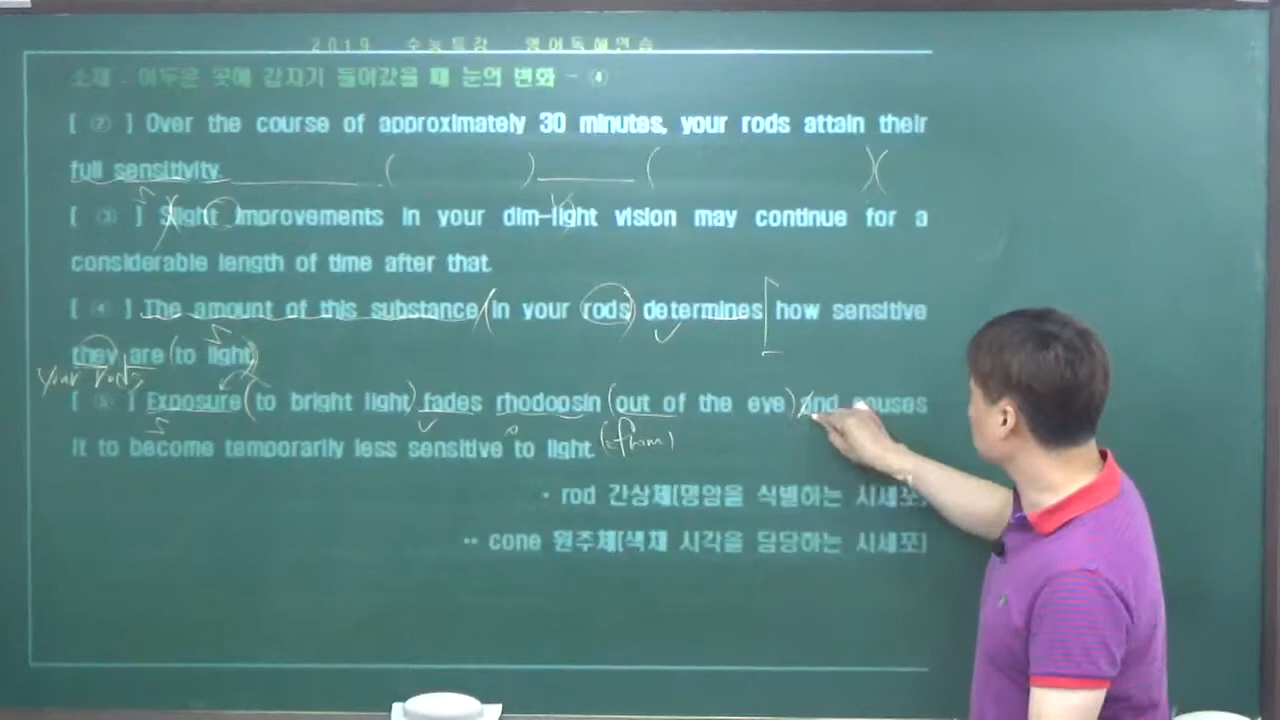 2019 수능특강 영어독해연습
소재 : 어두운 곳에 갑자기 들어갔을 때 눈의 변화 - ④
[ ② ] Over the course of approximately 30 minutes, your rods attain their
full sensitivity.
[ ③ ] Slight improvements in your dim-light vision may continue for a
considerable length of time after that.
[ ④ ] The amount of this substance in your rods determines how sensitive
they are to light.
your rods
[ ⑤ ] Exposure to bright light fades rhodopsin out of the eye and causes
it to become temporarily less sensitive to light.
* rod 간상체(명암을 식별하는 시세포)
** cone 원추체(색채 시각을 담당하는 시세포)